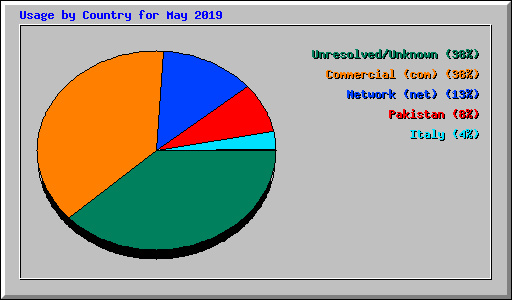 Usage by Country for May 2019
Unresolved/Unknown (38%)
Commercial (com) (38%)
Network (net) (13%)
Pakistan (8%)
Italy (4%)